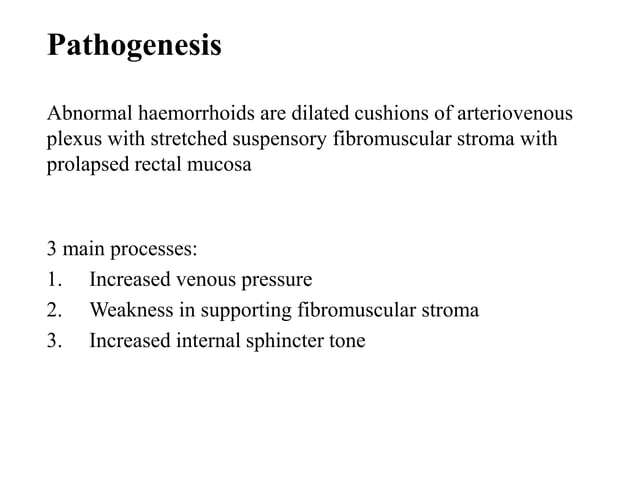 Pathogenesis
Abnormal haemorrhoids are dilated cushions of arteriovenous
plexus with stretched suspensory fibromuscular stroma with
prolapsed rectal mucosa
3 main processes:
1. Increased venous pressure
2. Weakness in supporting fibromuscular stroma
3. Increased internal sphincter tone